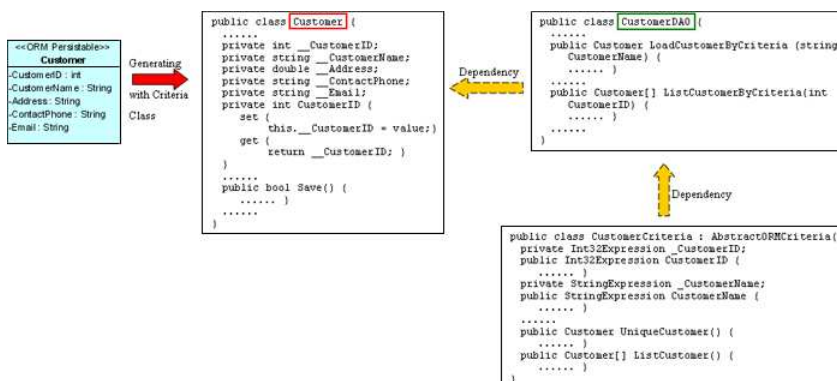 <<ORM Persistable>>
Customer
-CustomerID : int
-CustomerName : String
-Address : String
-ContactPhone : String
-Email : String
Generating
with Criteria
Class
public class Customer {
......
private int __CustomerID;
private string __CustomerName;
private double __Address;
private string __ContactPhone;
private string __Email;
private int CustomerID {
set {
this.__CustomerID = value;}
get {
return __CustomerID; }
}
......
public bool Save() {
...... }
......
}
Dependency
public class CustomerDAO {
......
public Customer LoadCustomerByCriteria (string
CustomerName) {
...... }
......
public Customer[] ListCustomerByCriteria(int
CustomerID) {
...... }
......
}
Dependency
public class CustomerCriteria : AbstractORMCriteria{
private Int32Expression _CustomerID;
public Int32Expression CustomerID {
...... }
private StringExpression _CustomerName;
public StringExpression CustomerName {
...... }
......
public Customer UniqueCustomer() {
...... }
public Customer[] ListCustomer() {
...... }
}